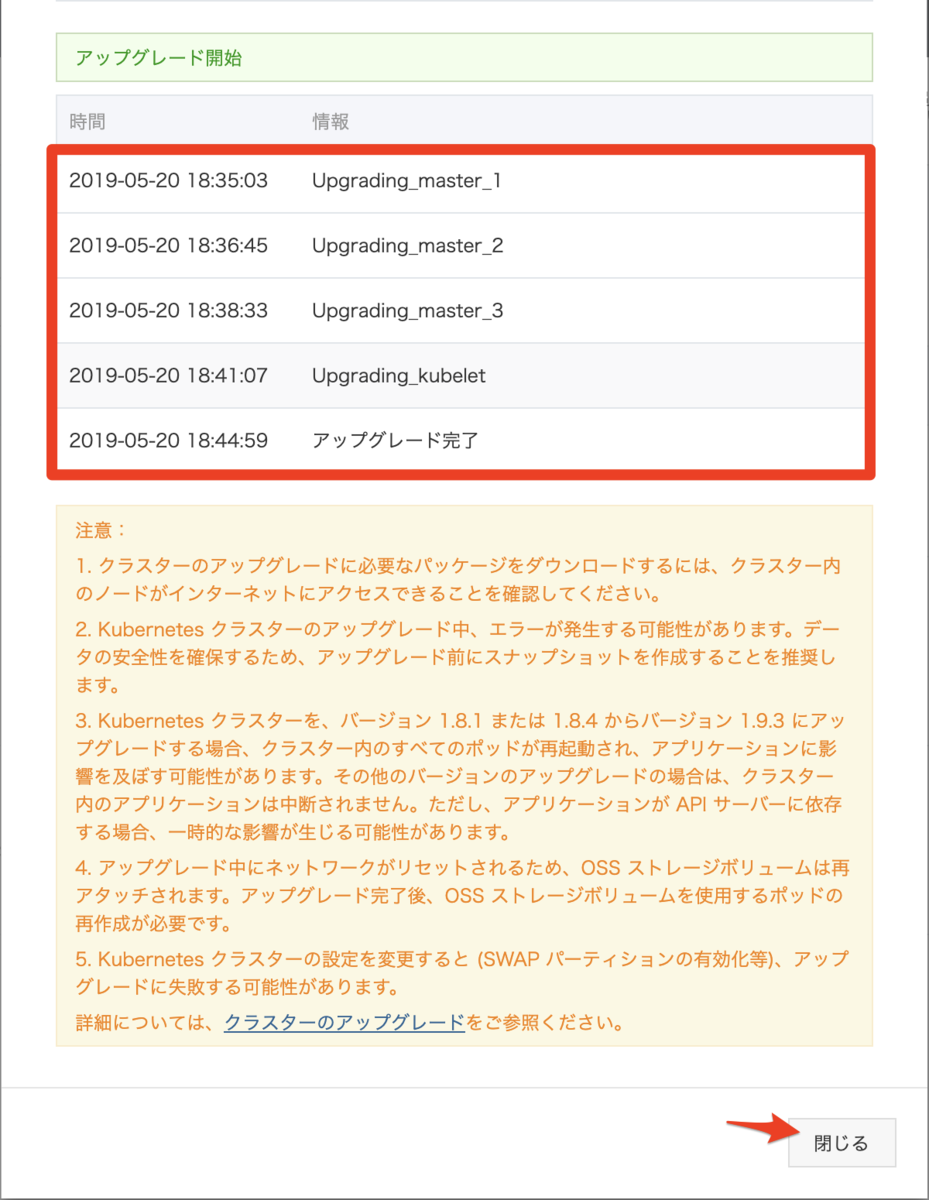 アップグレード開始
時間 情報
2019-05-20 18:35:03 Upgrading_master_1
2019-05-20 18:36:45 Upgrading_master_2
2019-05-20 18:38:33 Upgrading_master_3
2019-05-20 18:41:07 Upgrading_kubelet
2019-05-20 18:44:59 アップグレード完了
注意：
1. クラスターのアップグレードに必要なパッケージをダウンロードするには、クラスター内
のノードがインターネットにアクセスできることを確認してください。
2. Kubernetes クラスターのアップグレード中、エラーが発生する可能性があります。デー
タの安全性を確保するため、アップグレード前にスナップショットを作成することを推奨し
ます。
3. Kubernetes クラスターを、バージョン 1.8.1 または 1.8.4 からバージョン 1.9.3 にアッ
プグレードする場合、クラスター内のすべてのポッドが再起動され、アプリケーションに影
響を及ぼす可能性があります。その他のバージョンのアップグレードの場合は、クラスター
内のアプリケーションは中断されません。ただし、アプリケーションが API サーバーに依存
する場合、一時的な影響が生じる可能性があります。
4. アップグレード中にネットワークがリセットされるため、OSS ストレージボリュームは再
アタッチされます。アップグレード完了後、OSS ストレージボリュームを使用するポッドの
再作成が必要です。
5. Kubernetes クラスターの設定を変更すると (SWAP パーティションの有効化等)、アップ
グレードに失敗する可能性があります。
詳細については、クラスターのアップグレードをご参照ください。
閉じる